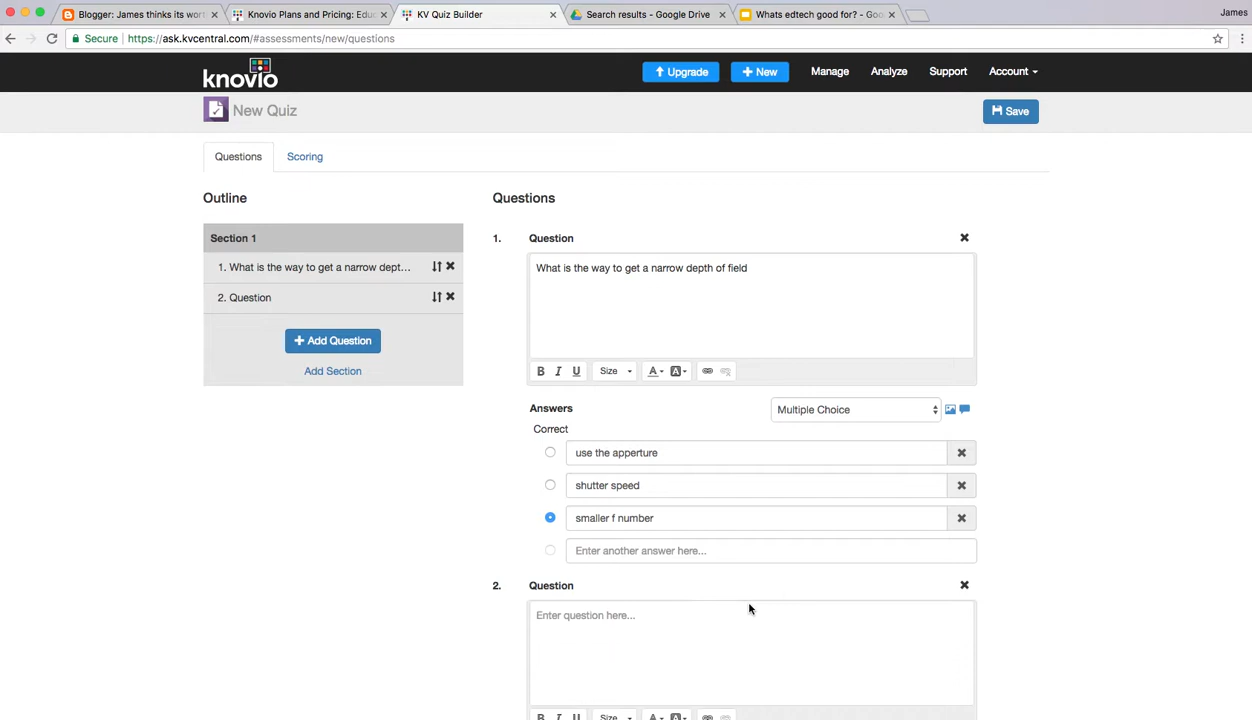 Blogger: James thinks its wort
Knovio Plans and Pricing: Educ
KV Quiz Builder
Search results - Google Drive
Whats edtech good for? - Goo
James
Secure https://ask.kvcentral.com/#assessments/new/questions
knovio
Upgrade
New
Manage
Analyze
Support
Account
New Quiz
Save
Questions
Scoring
Outline
Section 1
1. What is the way to get a narrow dept...
2. Question
Add Question
Add Section
Questions
1. Question
What is the way to get a narrow depth of field
B I U Size A A
Answers
Multiple Choice
Correct
use the apperture
shutter speed
smaller f number
Enter another answer here...
2. Question
Enter question here...
B I U Size A A